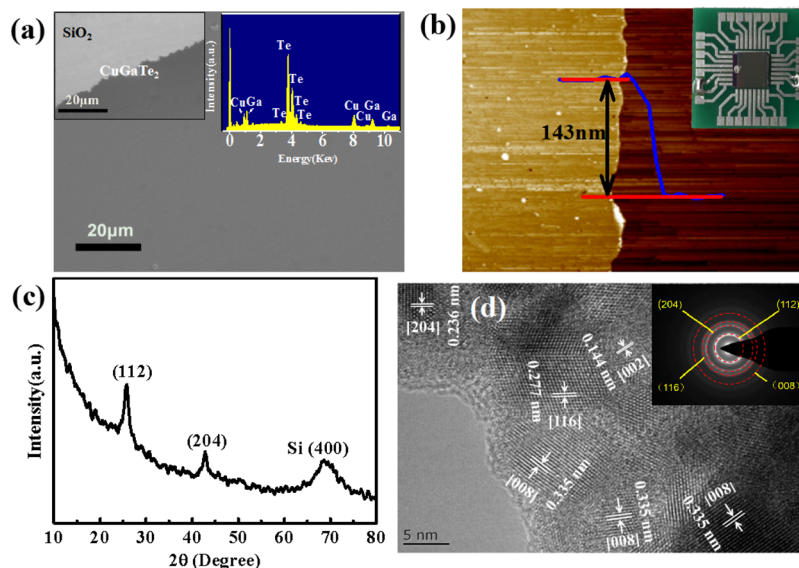 (a)
SiO2
CuGaTe2
20μm
Intensity(a.u.)
Te
Te
Te
Cu
Ga
Te
Te
Cu
Ga
Cu
Ga
0 2 4 6 8 10
Energy(Kev)
20μm
(b)
143nm
(c)
Intensity(a.u.)
(112)
(204)
Si (400)
10 20 30 40 50 60 70 80
2θ (Degree)
(d)
[204]
0.236 nm
0.144 nm
[002]
0.277 nm
[116]
[008]
0.335 nm
0.335 nm
[008]
[008]
0.335 nm
5 nm
(204)
(112)
(116)
(008)